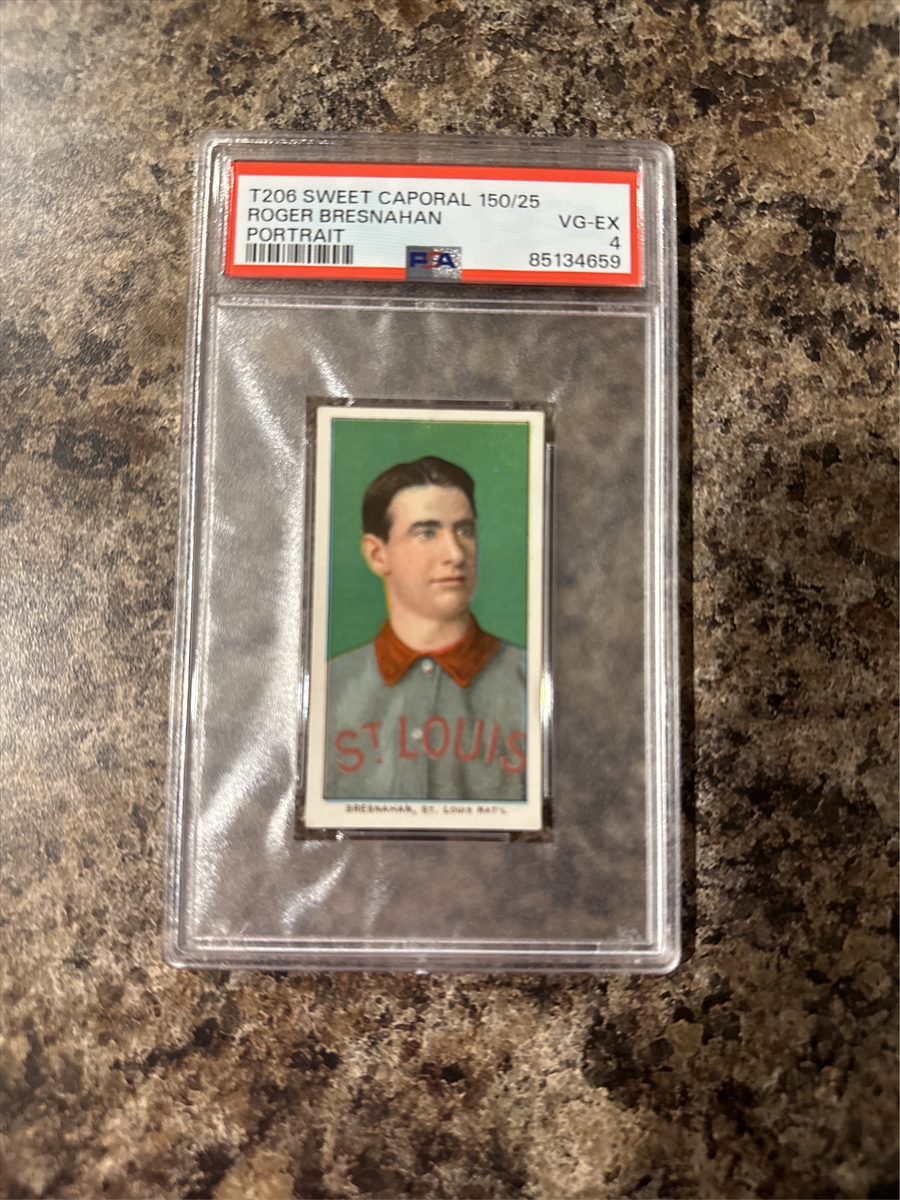 T206 SWEET CAPORAL 150/25
ROGER BRESNAHAN VG-EX
PORTRAIT 4
PSA 85134659
ST LOUIS
BRESNAHAN, ST. LOUIS NAT'L